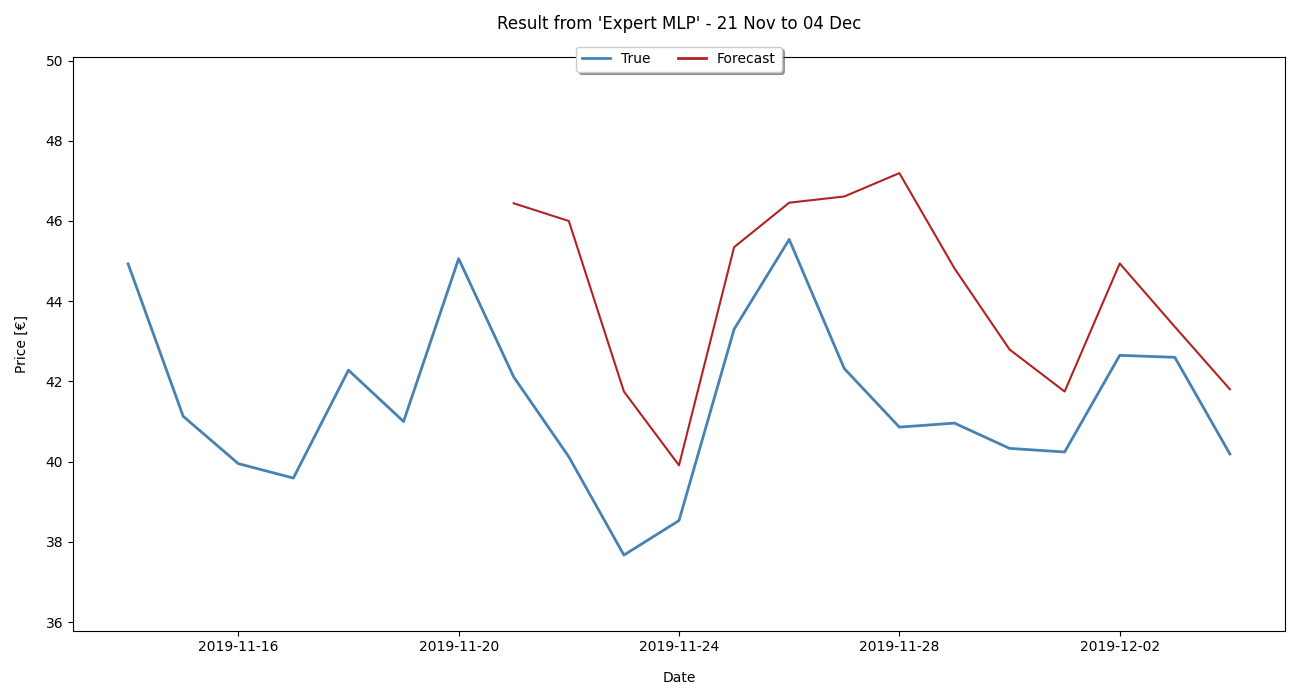 Result from 'Expert MLP' - 21 Nov to 04 Dec
True Forecast
50
48
46
44
42
40
38
36
Price [€]
2019-11-16 2019-11-20 2019-11-24 2019-11-28 2019-12-02
Date